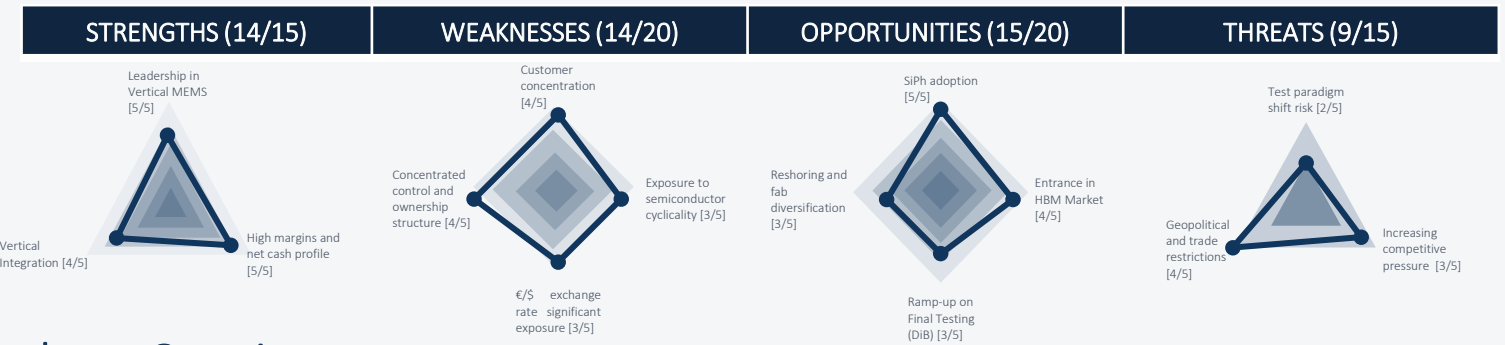 STRENGTHS (14/15)
WEAKNESSES (14/20)
OPPORTUNITIES (15/20)
THREATS (9/15)
Leadership in
Vertical MEMS
[5/5]
Vertical
Integration [4/5]
High margins and
net cash profile
[5/5]
Customer
concentration
[4/5]
Concentrated
control and
ownership
structure [4/5]
Exposure to
semiconductor
cyclicality [3/5]
€/$ exchange
rate significant
exposure [3/5]
SiPh adoption
[5/5]
Reshoring and
fab
diversification
[3/5]
Entrance in
HBM Market
[4/5]
Ramp-up on
Final Testing
(DiB) [3/5]
Test paradigm
shift risk [2/5]
Geopolitical
and trade
restrictions
[4/5]
Increasing
competitive
pressure [3/5]